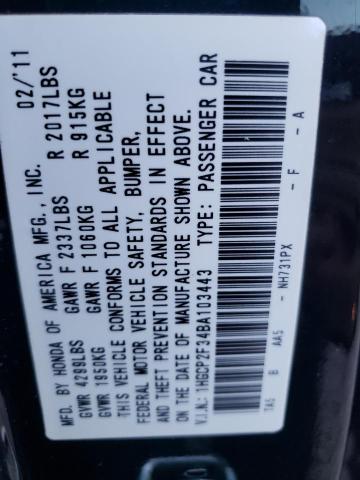 MFD. BY HONDA OF AMERICA MFG., INC. 02/'11
GVWR 4299LBS GAWR F 2337LBS R 2017LBS
GVWR 1950KG GAWR F 1060KG R 915KG
THIS VEHICLE CONFORMS TO ALL APPLICABLE
FEDERAL MOTOR VEHICLE SAFETY, BUMPER,
AND THEFT PREVENTION STANDARDS IN EFFECT
ON THE DATE OF MANUFACTURE SHOWN ABOVE.
V.I.N.: 1HGCP2F34BA103443 TYPE: PASSENGER CAR
TA5 B AA5 - NH731PX - F - A